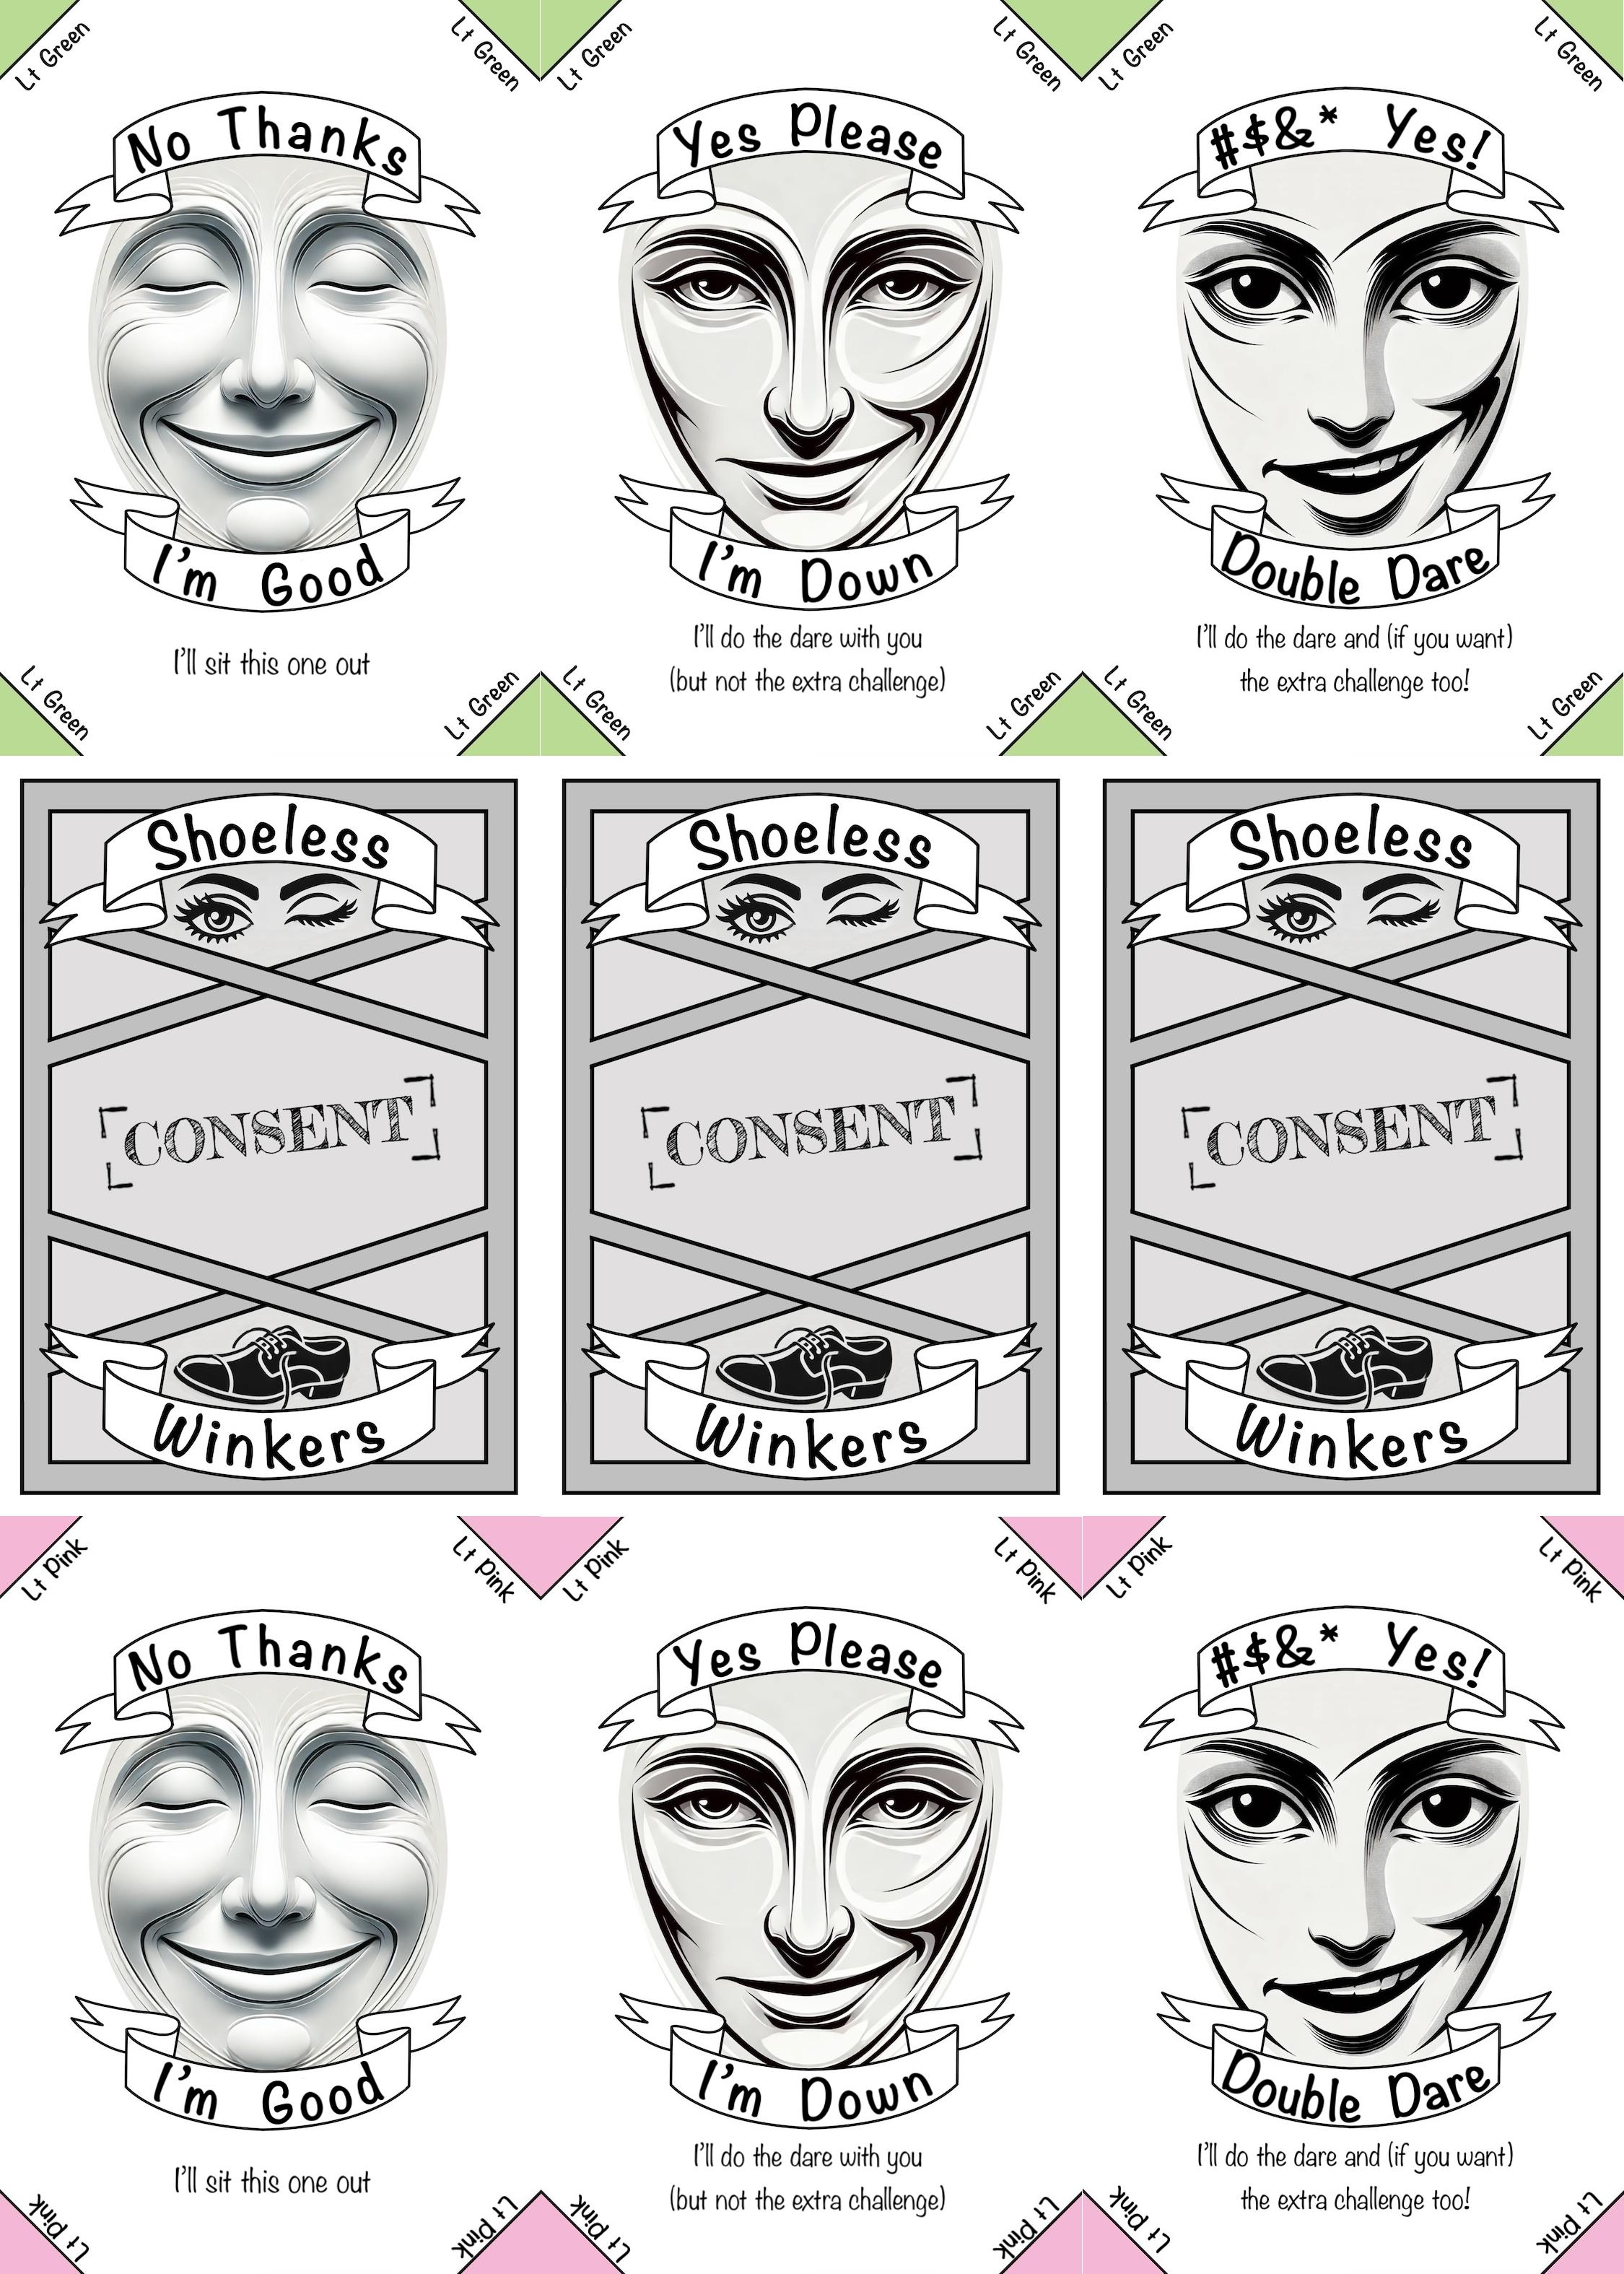 Lt Green
Lt Green
No Thanks
I'm Good
I'll sit this one out
Lt Green
Lt Green
Lt Green
Lt Green
Yes Please
I'm Down
I'll do the dare with you
(but not the extra challenge)
Lt Green
Lt Green
Lt Green
Lt Green
#$&* Yes!
Double Dare
I'll do the dare and (if you want)
the extra challenge too!
Lt Green
Lt Green
Shoeless
CONSENT
Winkers
Shoeless
CONSENT
Winkers
Shoeless
CONSENT
Winkers
Lt Pink
Lt Pink
No Thanks
I'm Good
I'll sit this one out
Lt Pink
Lt Pink
Lt Pink
Lt Pink
Yes Please
I'm Down
I'll do the dare with you
(but not the extra challenge)
Lt Pink
Lt Pink
Lt Pink
Lt Pink
#$&* Yes!
Double Dare
I'll do the dare and (if you want)
the extra challenge too!
Lt Pink
Lt Pink